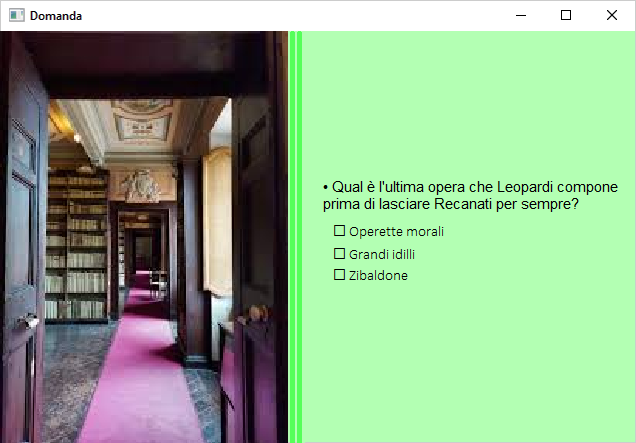 Domanda
• Qual è l'ultima opera che Leopardi compone
prima di lasciare Recanati per sempre?
☐ Operette morali
☐ Grandi idilli
☐ Zibaldone